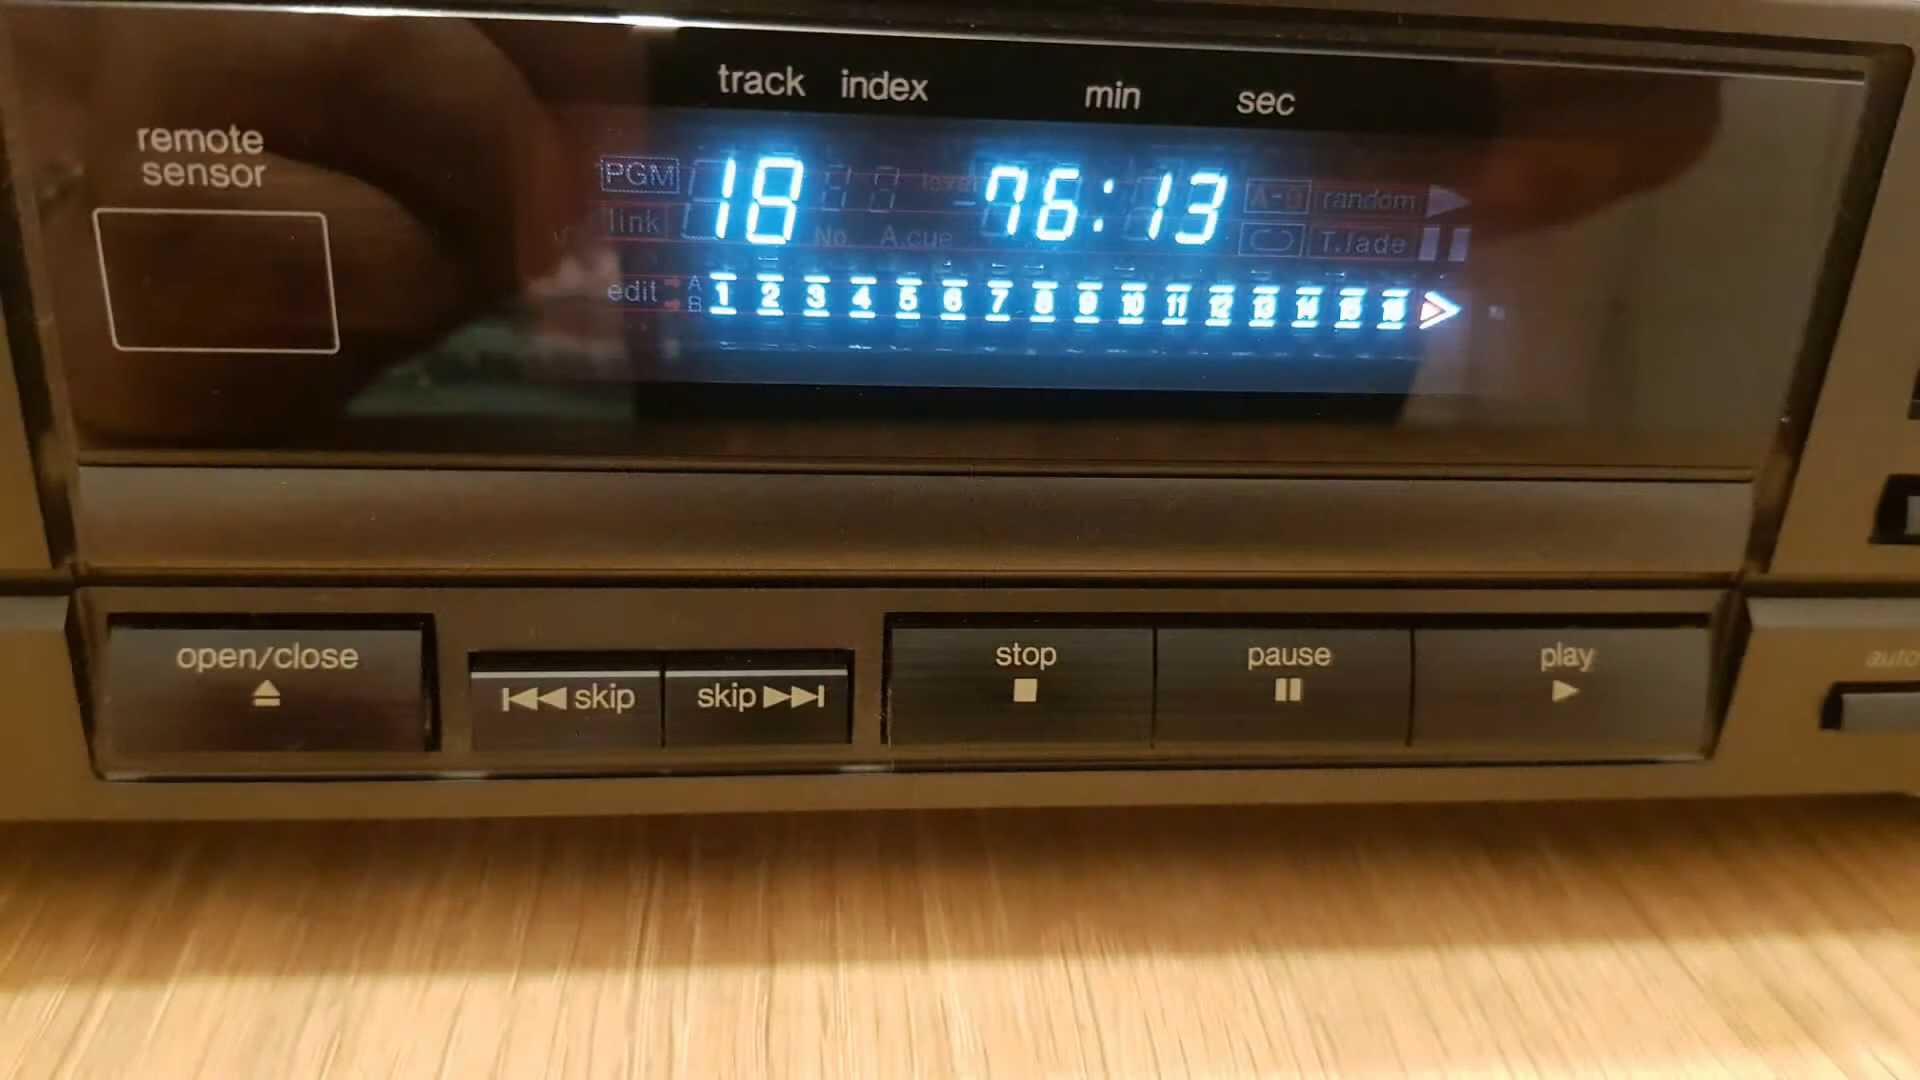 track index min sec
remote
sensor
PGM 18 level 76:13 A-B random
link No. A.cue T.fade
edit A B 1 2 3 4 5 6 7 8 9 10 11 12 13 14 15 16
open/close
skip skip
stop pause play
auto